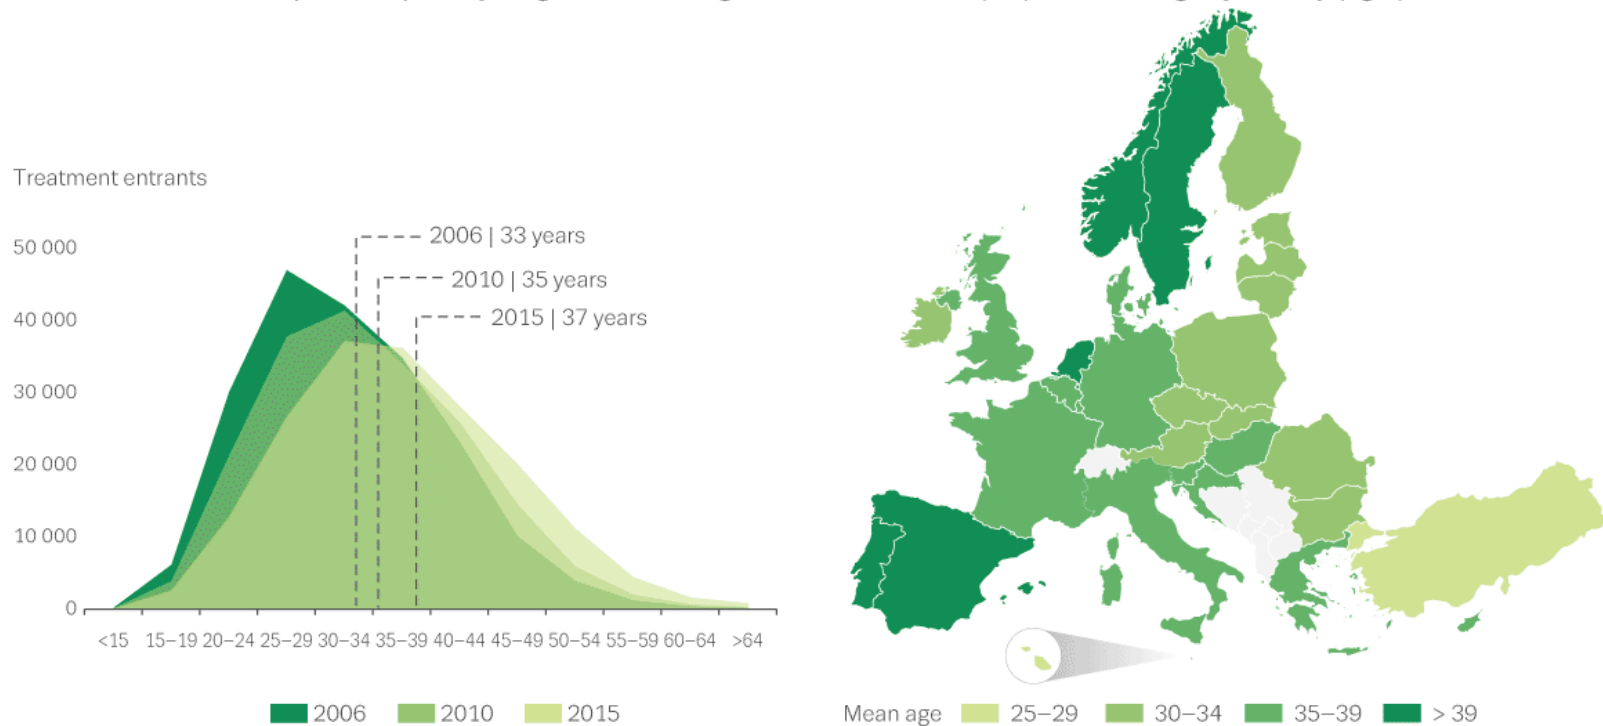 Treatment entrants
50 000
40 000
30 000
20 000
10 000
0
2006 | 33 years
2010 | 35 years
2015 | 37 years
<15 15–19 20–24 25–29 30–34 35–39 40–44 45–49 50–54 55–59 60–64 >64
2006 2010 2015
Mean age 25–29 30–34 35–39 > 39